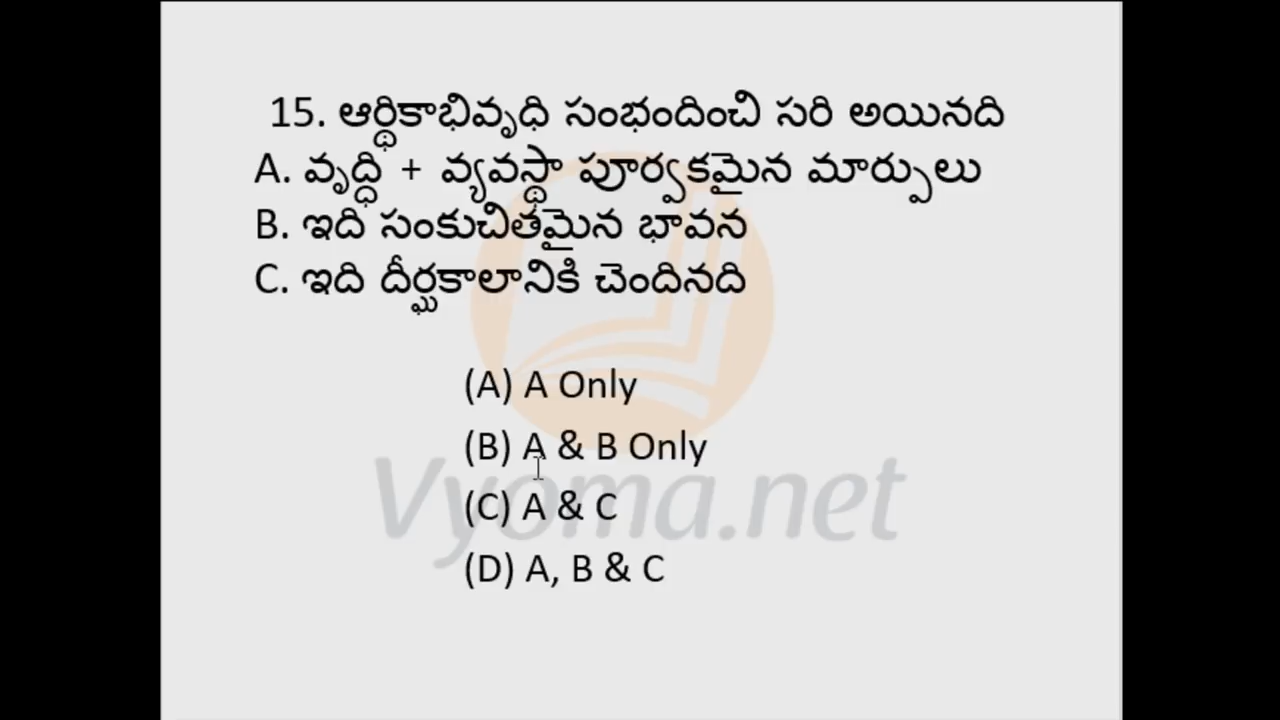 15. ఆర్థికాభివృధి సంభందించి సరి అయినది
A. వృద్ధి + వ్యవస్థా పూర్వకమైన మార్పులు
B. ఇది సంకుచితమైన భావన
C. ఇది దీర్ఘకాలానికి చెందినది
(A) A Only
(B) A & B Only
(C) A & C
(D) A, B & C
Vyoma.net